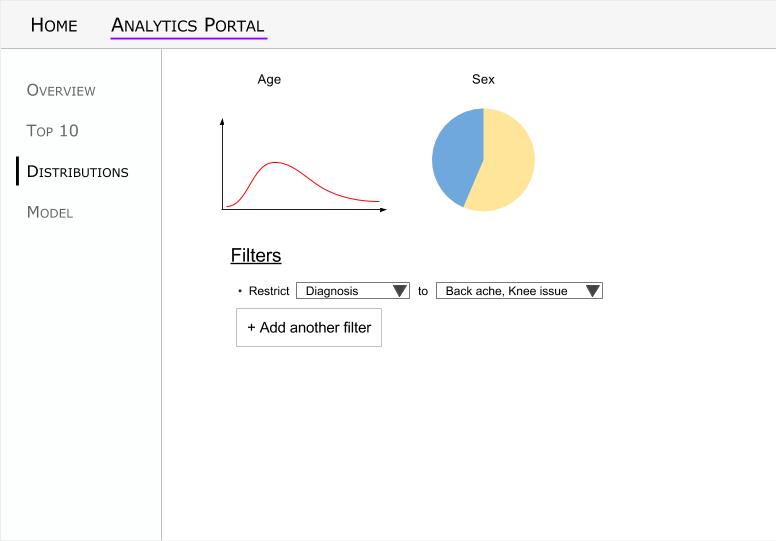 Home Analytics Portal
Overview
Top 10
Distributions
Model
Age Sex
Filters
• Restrict Diagnosis to Back ache, Knee issue
+ Add another filter